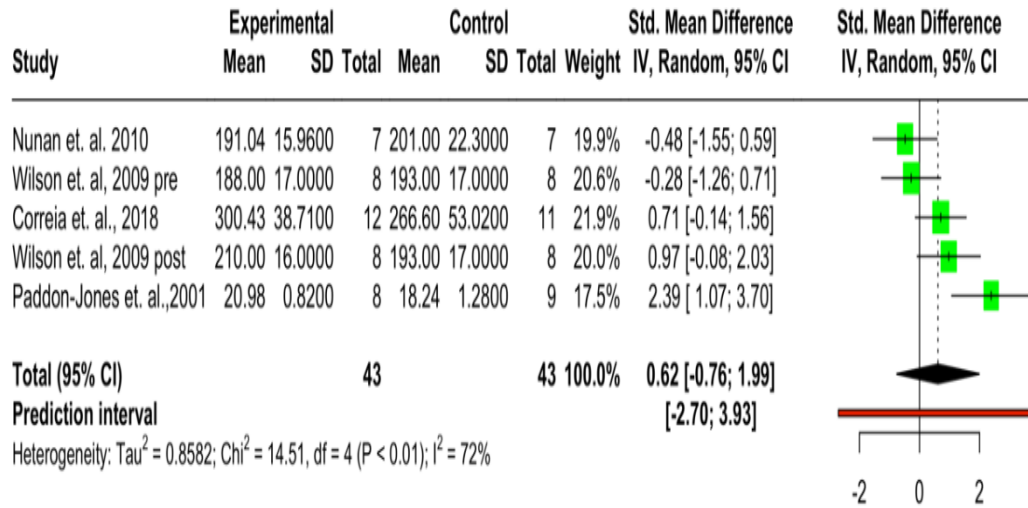 Experimental Control Std. Mean Difference Std. Mean Difference
Study Mean SD Total Mean SD Total Weight IV, Random, 95% CI IV, Random, 95% CI
Nunan et. al. 2010 191.04 15.9600 7 201.00 22.3000 7 19.9% -0.48 [-1.55; 0.59]
Wilson et. al, 2009 pre 188.00 17.0000 8 193.00 17.0000 8 20.6% -0.28 [-1.26; 0.71]
Correia et. al., 2018 300.43 38.7100 12 266.60 53.0200 11 21.9% 0.71 [-0.14; 1.56]
Wilson et. al, 2009 post 210.00 16.0000 8 193.00 17.0000 8 20.0% 0.97 [-0.08; 2.03]
Paddon-Jones et. al.,2001 20.98 0.8200 8 18.24 1.2800 9 17.5% 2.39 [ 1.07; 3.70]
Total (95% CI) 43 43 100.0% 0.62 [-0.76; 1.99]
Prediction interval [-2.70; 3.93]
Heterogeneity: Tau² = 0.8582; Chi² = 14.51, df = 4 (P < 0.01); I² = 72%
-2 0 2